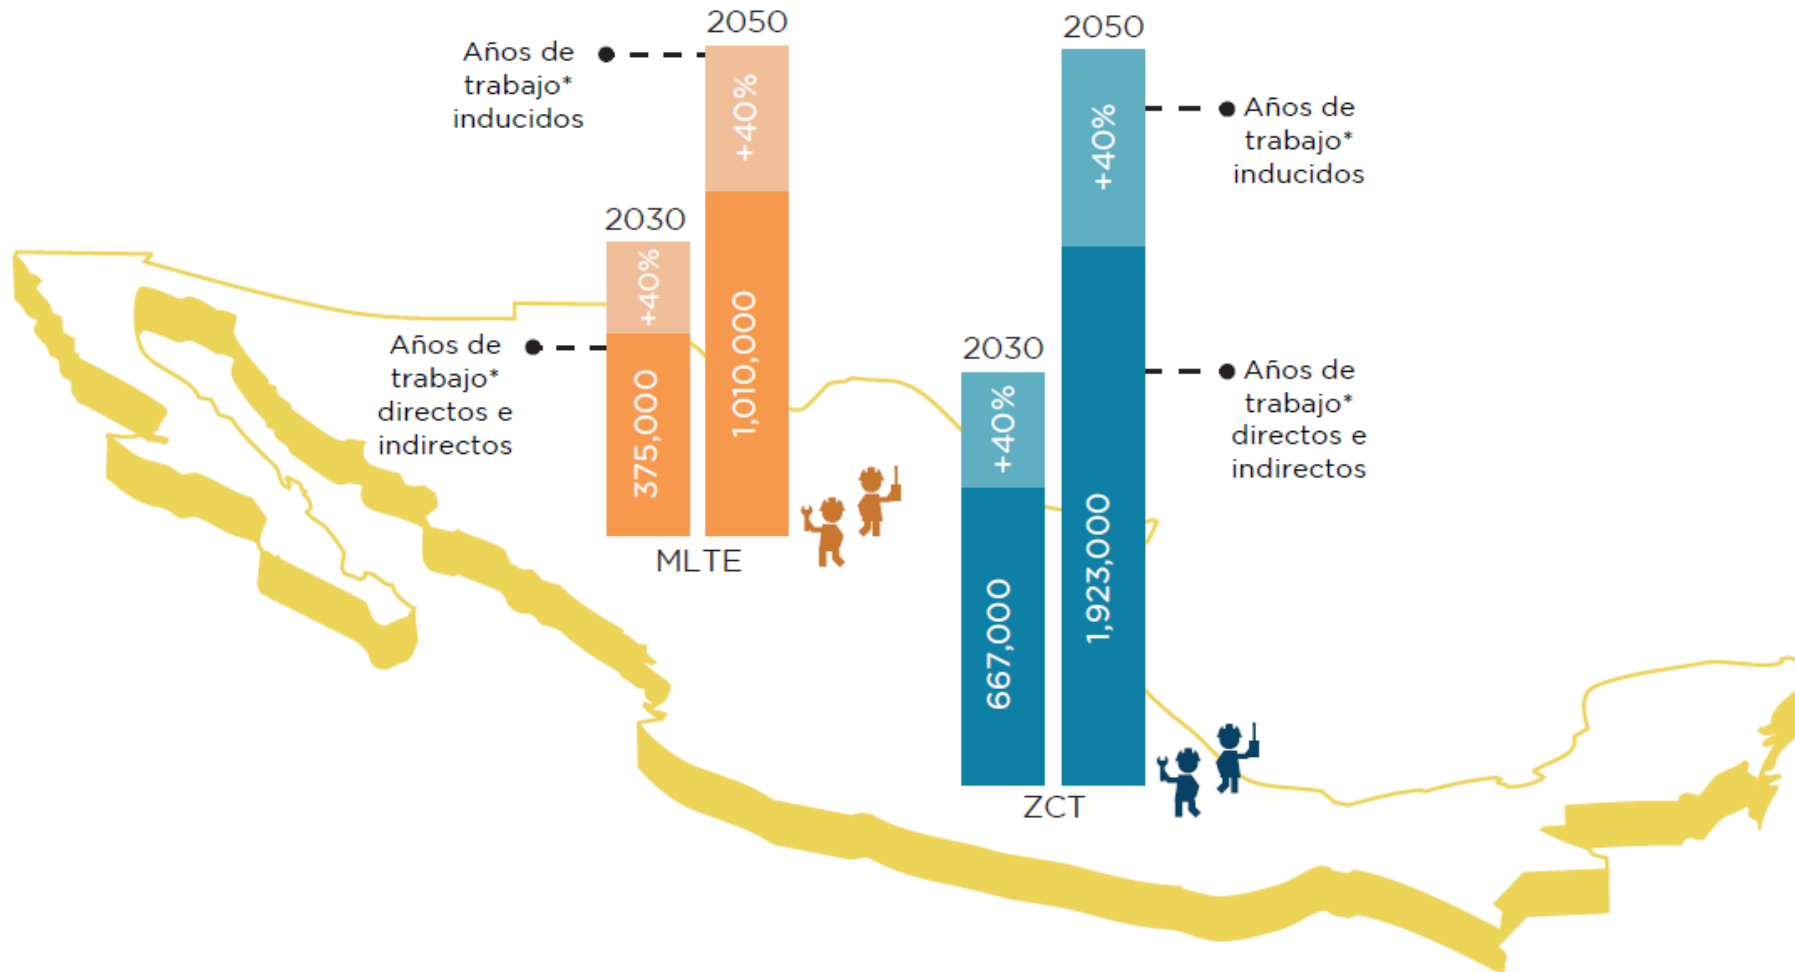 2050
Años de
trabajo*
inducidos
+40%
2030
+40%
Años de
trabajo*
directos e
indirectos
375,000
1,010,000
MLTE
2050
+40%
Años de
trabajo*
inducidos
2030
+40%
Años de
trabajo*
directos e
indirectos
667,000
1,923,000
ZCT